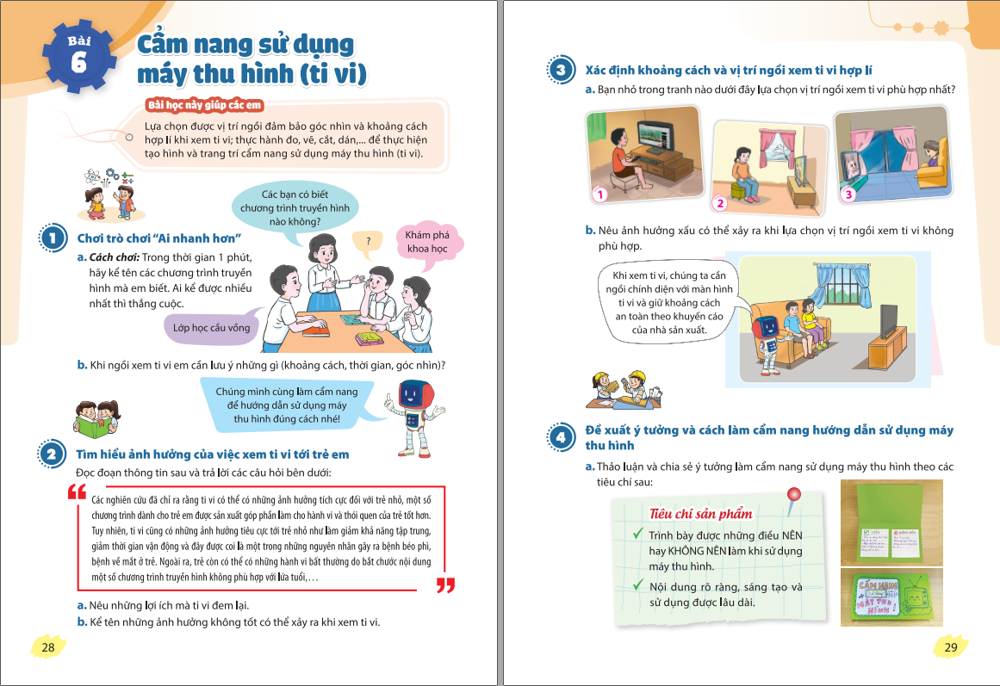 Bài
6
Cẩm nang sử dụng
máy thu hình (ti vi)
Bài học này giúp các em
Lựa chọn được vị trí ngồi đảm bảo góc nhìn và khoảng cách
hợp lí khi xem ti vi; thực hành đo, vẽ, cắt, dán,... để thực hiện
tạo hình và trang trí cẩm nang sử dụng máy thu hình (ti vi).
Các bạn có biết
chương trình truyền hình
nào không?
?
Khám phá
khoa học
1
Chơi trò chơi “Ai nhanh hơn”
a. Cách chơi: Trong thời gian 1 phút,
hãy kể tên các chương trình truyền
hình mà em biết. Ai kể được nhiều
nhất thì thắng cuộc.
Lớp học cầu vồng
b. Khi ngồi xem ti vi em cần lưu ý những gì (khoảng cách, thời gian, góc nhìn)?
Chúng mình cùng làm cẩm nang
để hướng dẫn sử dụng máy
thu hình đúng cách nhé!
2
Tìm hiểu ảnh hưởng của việc xem ti vi tới trẻ em
Đọc đoạn thông tin sau và trả lời các câu hỏi bên dưới:
“
Các nghiên cứu đã chỉ ra rằng ti vi có thể có những ảnh hưởng tích cực đối với trẻ nhỏ, một số
chương trình dành cho trẻ em được sản xuất góp phần làm cho hành vi và thói quen của trẻ tốt hơn.
Tuy nhiên, ti vi cũng có những ảnh hưởng tiêu cực tới trẻ nhỏ như làm giảm khả năng tập trung,
giảm thời gian vận động và đây được coi là một trong những nguyên nhân gây ra bệnh béo phì,
bệnh về mắt ở trẻ. Ngoài ra, trẻ còn có thể có những hành vi bất thường do bắt chước nội dung
một số chương trình truyền hình không phù hợp với lứa tuổi,…
”
a. Nêu những lợi ích mà ti vi đem lại.
b. Kể tên những ảnh hưởng không tốt có thể xảy ra khi xem ti vi.
28
3
Xác định khoảng cách và vị trí ngồi xem ti vi hợp lí
a. Bạn nhỏ trong tranh nào dưới đây lựa chọn vị trí ngồi xem ti vi phù hợp nhất?
1
2
3
b. Nêu ảnh hưởng xấu có thể xảy ra khi lựa chọn vị trí ngồi xem ti vi không
phù hợp.
Khi xem ti vi, chúng ta cần
ngồi chính diện với màn hình
ti vi và giữ khoảng cách
an toàn theo khuyến cáo
của nhà sản xuất.
4
Đề xuất ý tưởng và cách làm cẩm nang hướng dẫn sử dụng máy
thu hình
a. Thảo luận và chia sẻ ý tưởng làm cẩm nang sử dụng máy thu hình theo các
tiêu chí sau:
Tiêu chí sản phẩm
Trình bày được những điều NÊN
hay KHÔNG NÊN làm khi sử dụng
máy thu hình.
Nội dung rõ ràng, sáng tạo và
sử dụng được lâu dài.
CẨM NANG
MÁY THU
HÌNH
29